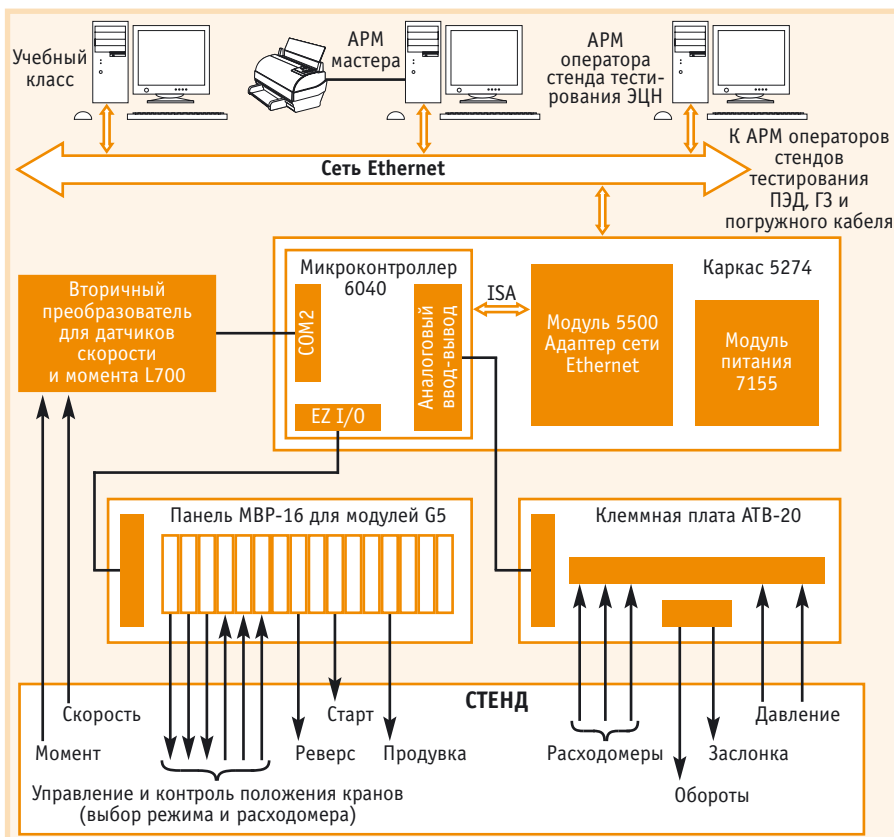 Учебный
класс
АРМ
мастера
АРМ
оператора
стенда тести-
рования ЭЦН
К АРМ операторов
стендов
тестирования
ПЭД, ГЗ и
погружного кабеля
Сеть Ethernet
Вторичный
преобразователь
для датчиков
скорости
и момента L700
Микроконтроллер
6040
COM2
Аналоговый
ввод-вывод
EZ I/O
ISA
Каркас 5274
Модуль 5500
Адаптер сети
Ethernet
Модуль
питания
7155
Панель МВР-16 для модулей G5
Клеммная плата АТВ-20
СТЕНД
Скорость
Момент
Старт
Реверс
Продувка
Управление и контроль положения кранов
(выбор режима и расходомера)
Расходомеры
Давление
Заслонка
Обороты